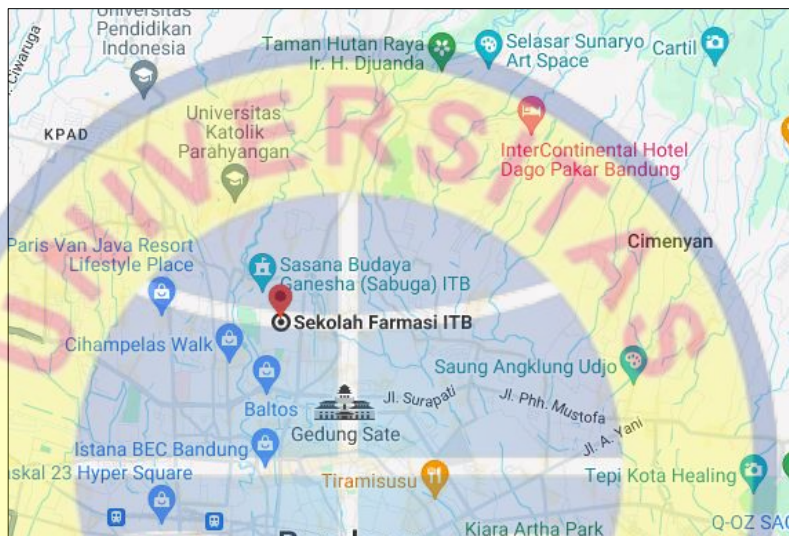 Universitas
Pendidikan
Indonesia
Taman Hutan Raya
Ir. H. Djuanda
Selasar Sunaryo
Art Space
Cartil
KPAD
Universitas
Katolik
Parahyangan
InterContinental Hotel
Dago Pakar Bandung
UNIVERSITAS
Cimenyan
Paris Van Java Resort
Lifestyle Place
Sasana Budaya
Ganesha (Sabuga) ITB
Sekolah Farmasi ITB
Cihampelas Walk
Saung Angklung Udjo
Baltos
Jl. Surapati
Jl. Phh. Mustofa
Gedung Sate
Jl. A. Yani
Istana BEC Bandung
23 Hyper Square
Tiramisusu
Tepi Kota Healing
Kiara Artha Park
Q-OZ